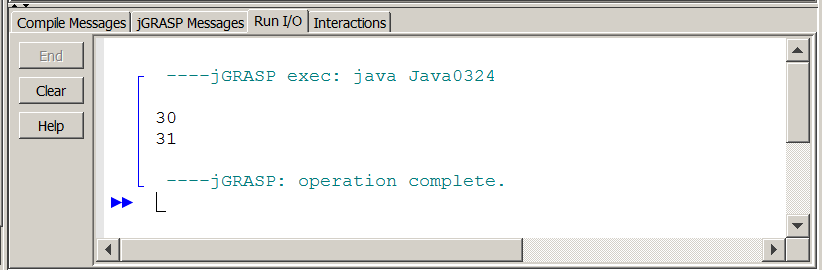 Compile Messages jGRASP Messages Run I/O Interactions
End
Clear
Help
----jGRASP exec: java Java0324
30
31
----jGRASP: operation complete.